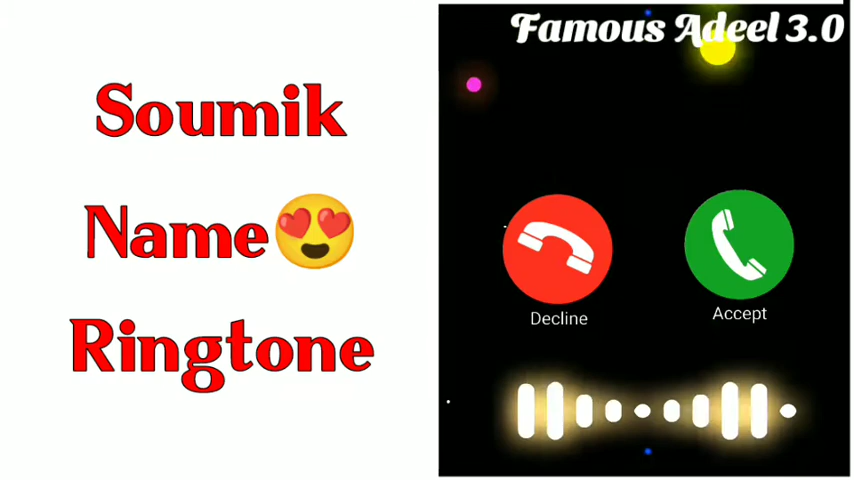 Soumik
Name😍
Ringtone
Famous Adeel 3.0
Decline
Accept